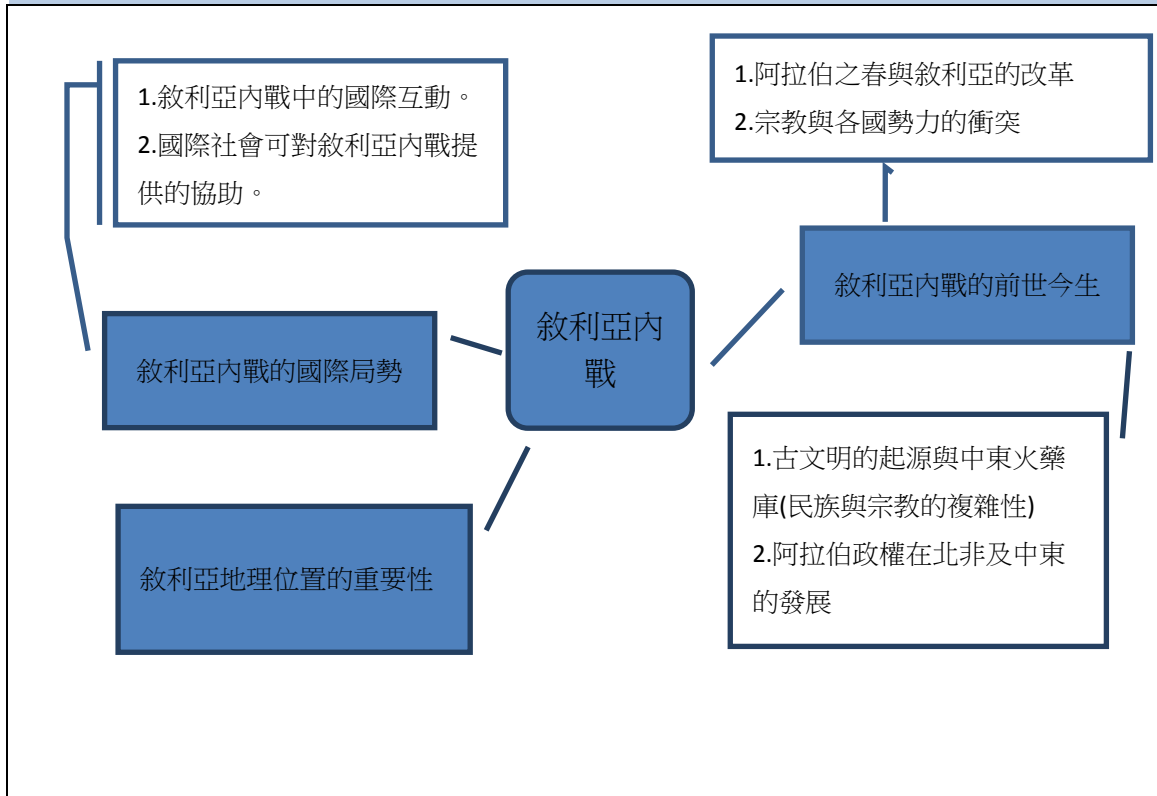 1.敘利亞內戰中的國際互動。
2.國際社會可對敘利亞內戰提
供的協助。
1.阿拉伯之春與敘利亞的改革
2.宗教與各國勢力的衝突
敘利亞內戰的前世今生
敘利亞內
戰
敘利亞內戰的國際局勢
敘利亞地理位置的重要性
1.古文明的起源與中東火藥
庫(民族與宗教的複雜性)
2.阿拉伯政權在北非及中東
的發展